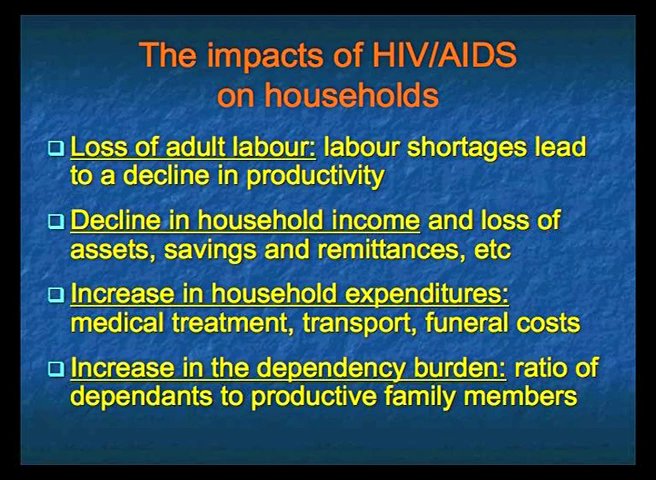 The impacts of HIV/AIDS
on households
Loss of adult labour: labour shortages lead
to a decline in productivity
Decline in household income and loss of
assets, savings and remittances, etc
Increase in household expenditures:
medical treatment, transport, funeral costs
Increase in the dependency burden: ratio of
dependants to productive family members